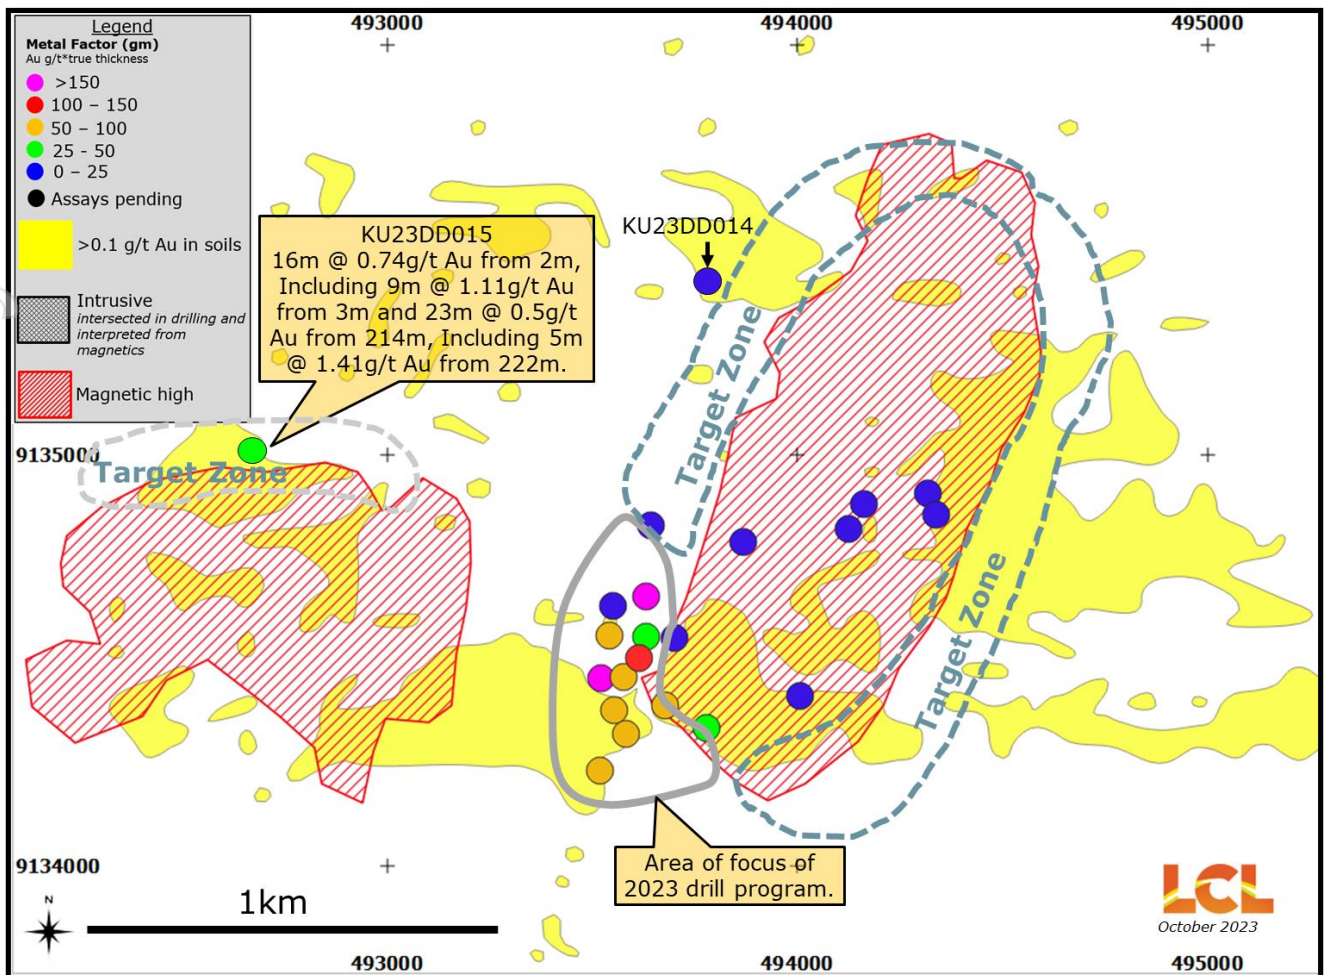 493000
494000
495000
Legend
Metal Factor (gm)
Au g/t*true thickness
>150
100 – 150
50 – 100
25 - 50
0 – 25
Assays pending
>0.1 g/t Au in soils
Intrusive
intersected in drilling and
interpreted from
magnetics
Magnetic high
KU23DD015
16m @ 0.74g/t Au from 2m,
Including 9m @ 1.11g/t Au
from 3m and 23m @ 0.5g/t
Au from 214m, Including 5m
@ 1.41g/t Au from 222m.
KU23DD014
Target Zone
9135000
Target Zone
Target Zone
Area of focus of
2023 drill program.
9134000
N
1km
LCL
October 2023
493000
494000
495000